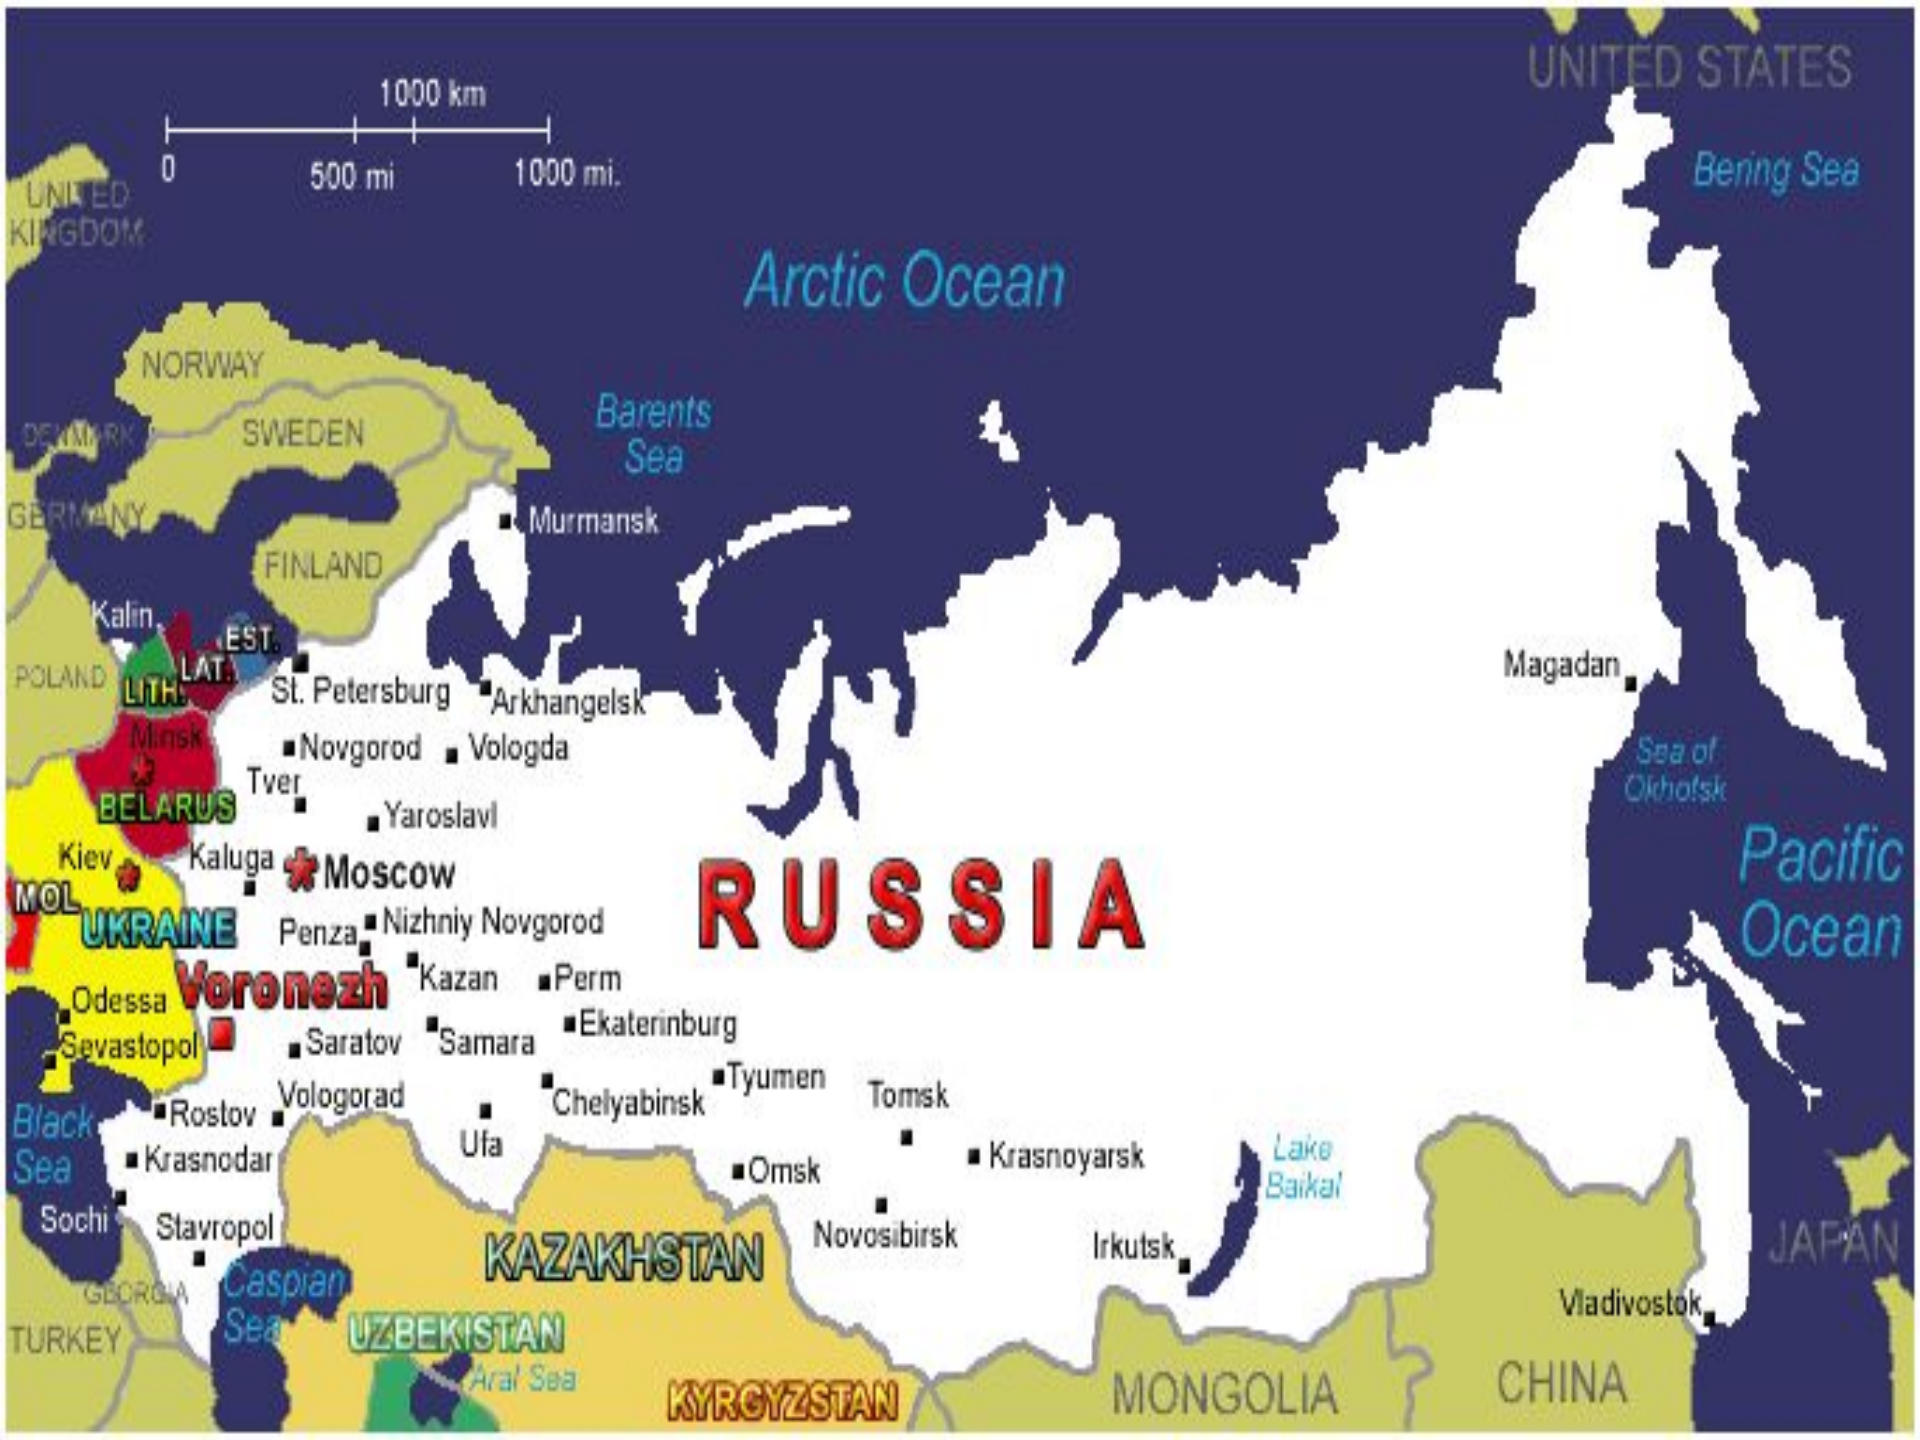 UNITED STATES
1000 km
0
500 mi
1000 mi.
Bering Sea
UNITED
KINGDOM
Arctic Ocean
NORWAY
Barents
Sea
DENMARK
SWEDEN
GERMANY
Murmansk
FINLAND
Kalin.
EST.
LAT.
POLAND
LITH.
St. Petersburg
Arkhangelsk
Magadan
Minsk
Novgorod
Vologda
Sea of
Okhotsk
Tver
BELARUS
Yaroslavl
Kiev
Kaluga
Moscow
RUSSIA
Pacific
Ocean
MOL
UKRAINE
Penza
Nizhniy Novgorod
Voronezh
Kazan
Perm
Odessa
Ekaterinburg
Sevastopol
Saratov
Samara
Tyumen
Tomsk
Vologorad
Chelyabinsk
Black
Sea
Rostov
Ufa
Krasnodar
Omsk
Krasnoyarsk
Lake
Baikal
Sochi
Stavropol
Novosibirsk
Irkutsk
JAPAN
KAZAKHSTAN
GEORGIA
Caspian
Sea
Vladivostok
TURKEY
UZBEKISTAN
Aral Sea
KYRGYZSTAN
MONGOLIA
CHINA